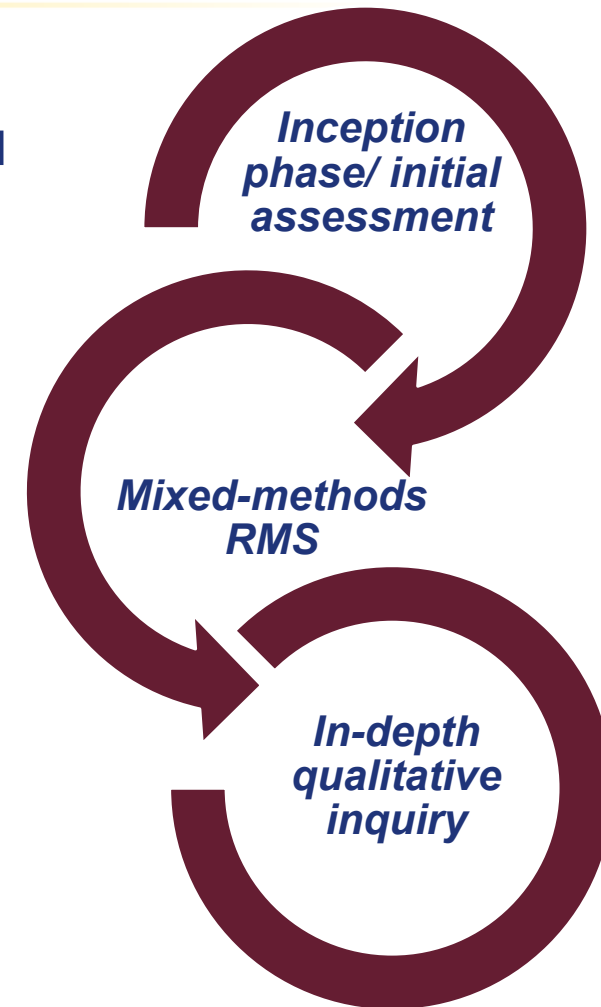 Inception
phase/ initial
assessment
Mixed-methods
RMS
In-depth
qualitative
inquiry